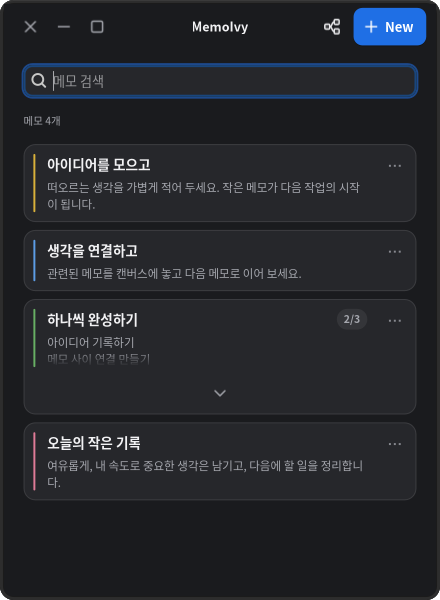 Memolvy
New
메모 검색
메모 4개
아이디어를 모으고
떠오르는 생각을 가볍게 적어 두세요. 작은 메모가 다음 작업의 시작
이 됩니다.
생각을 연결하고
관련된 메모를 캔버스에 놓고 다음 메모로 이어 보세요.
하나씩 완성하기
2/3
아이디어 기록하기
메모 사이 연결 만들기
오늘의 작은 기록
여유롭게, 내 속도로 중요한 생각은 남기고, 다음에 할 일을 정리합니
다.